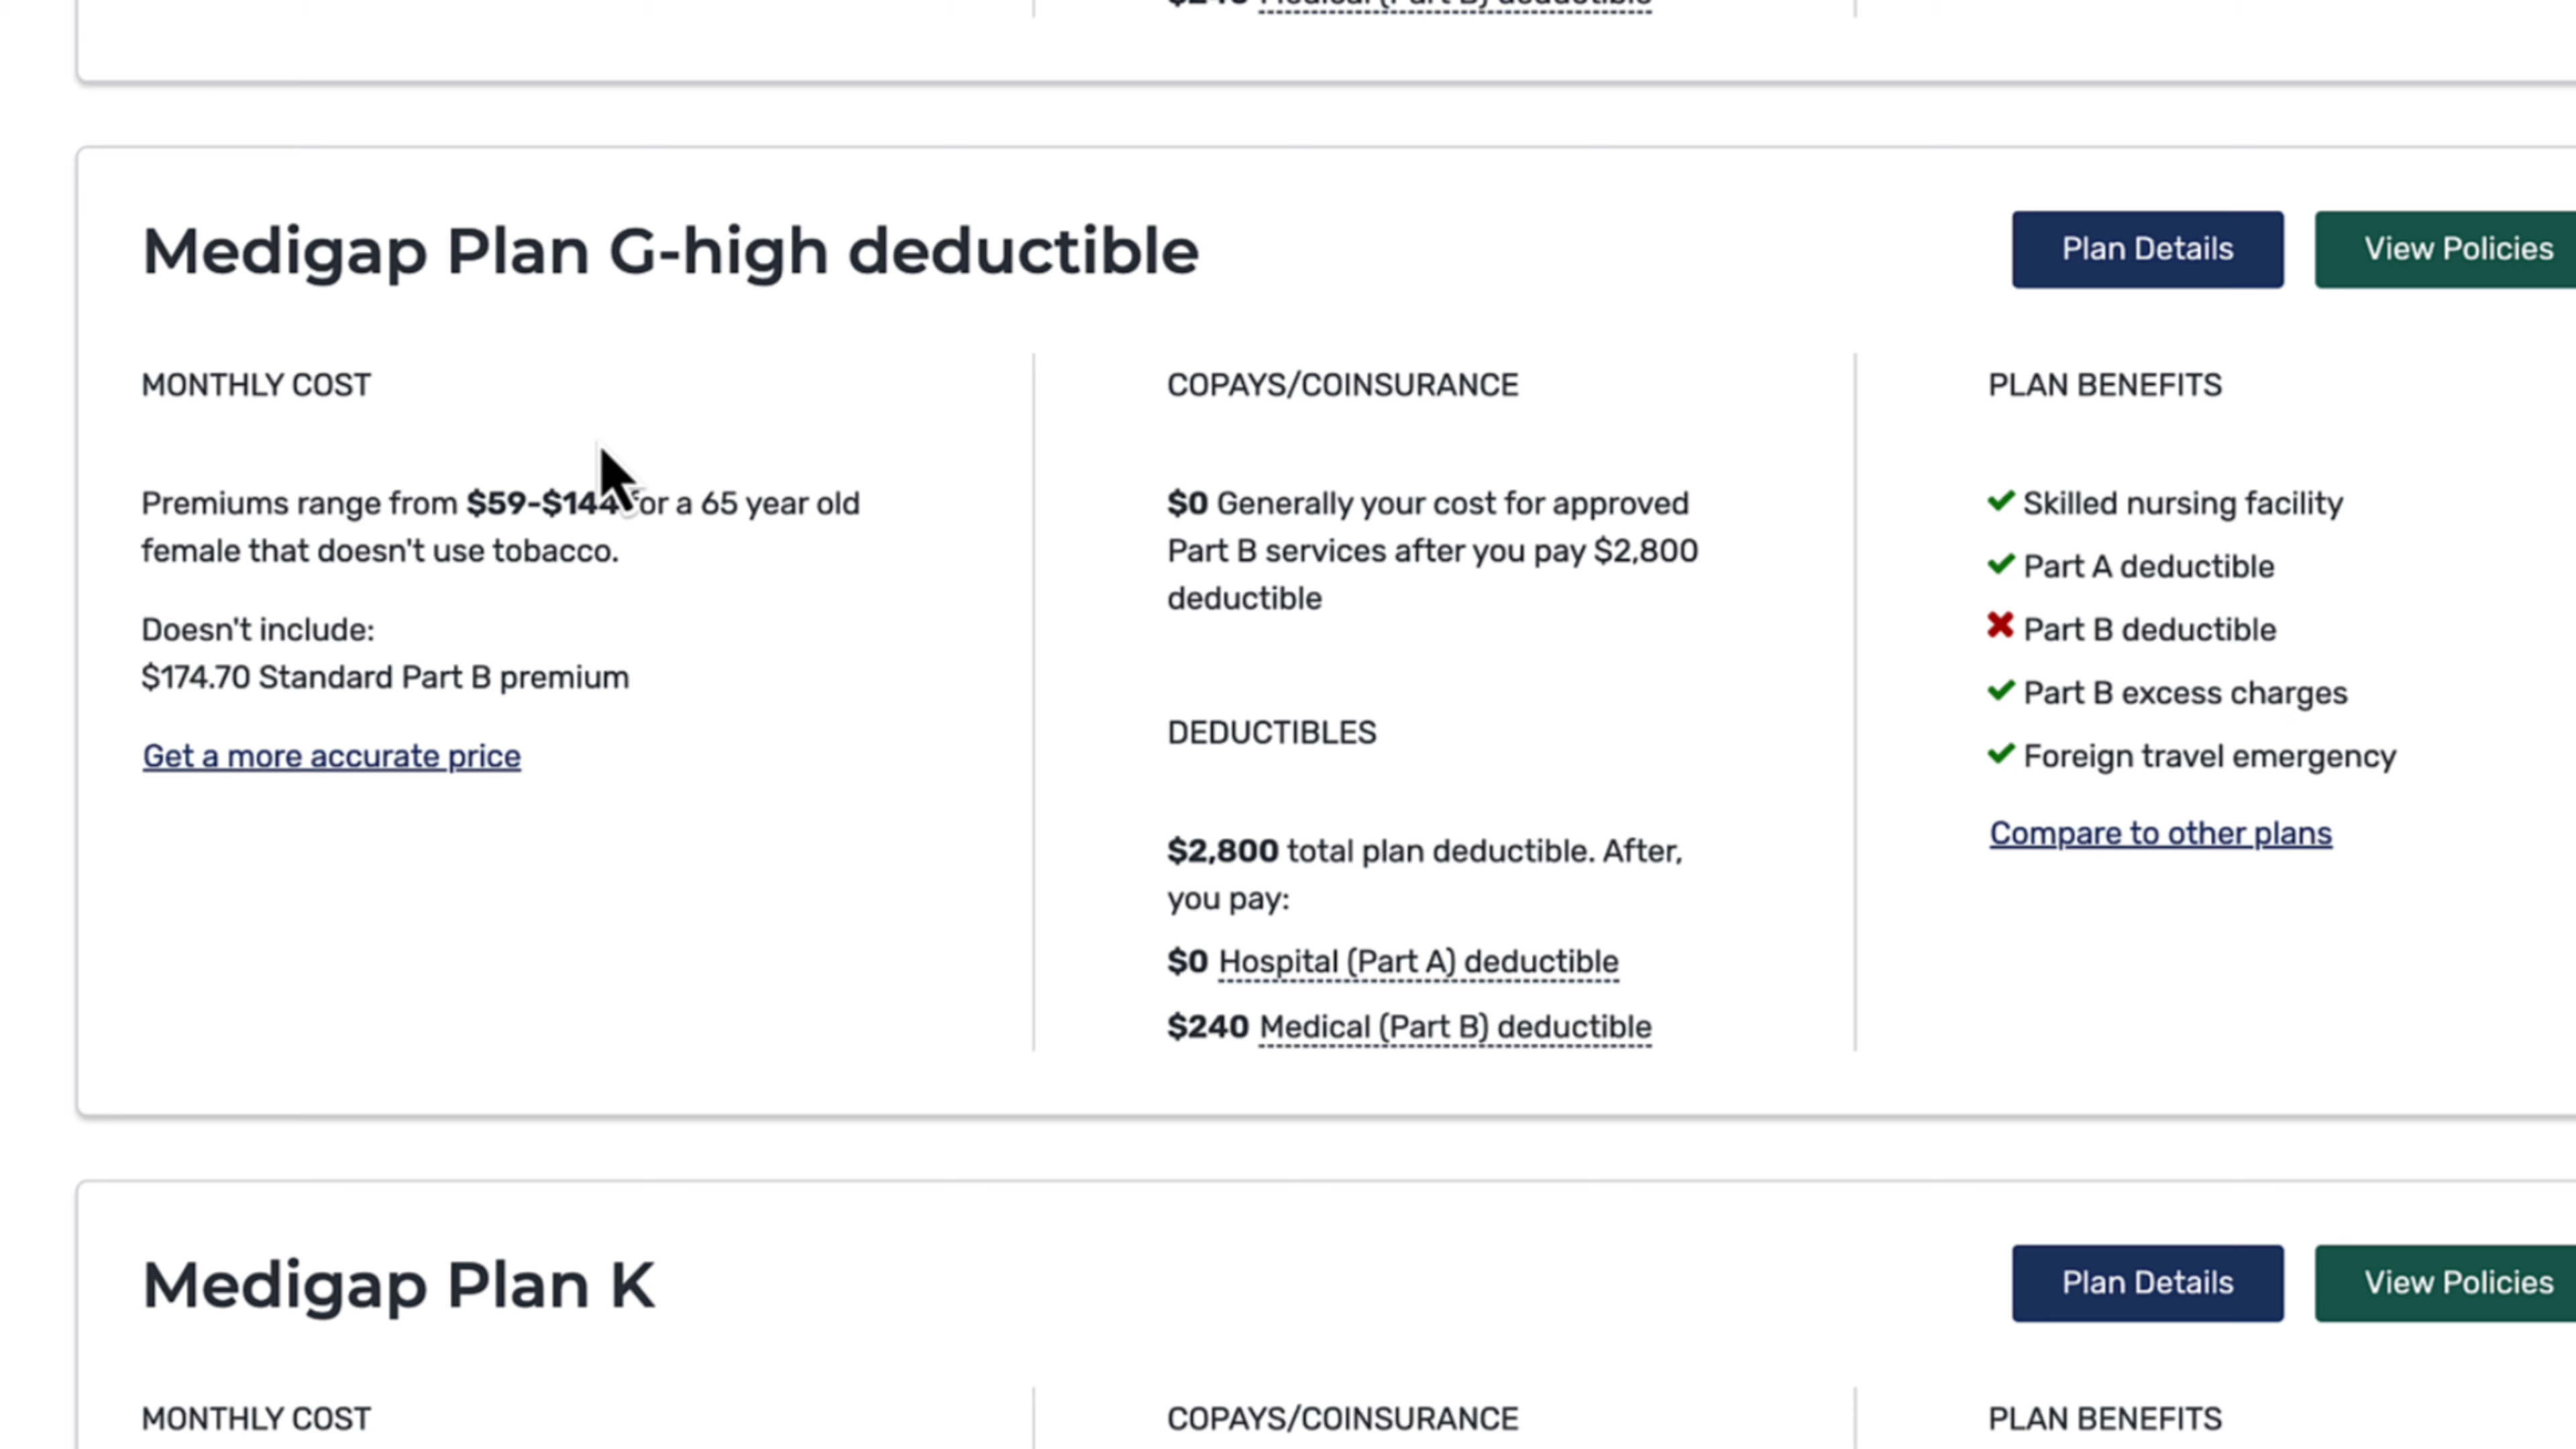 $240 Medical (Part B) deductible
Medigap Plan G-high deductible
Plan Details
View Policies
MONTHLY COST
Premiums range from $59-$144 for a 65 year old
female that doesn't use tobacco.
Doesn't include:
$174.70 Standard Part B premium
Get a more accurate price
COPAYS/COINSURANCE
$0 Generally your cost for approved
Part B services after you pay $2,800
deductible
DEDUCTIBLES
$2,800 total plan deductible. After,
you pay:
$0 Hospital (Part A) deductible
$240 Medical (Part B) deductible
PLAN BENEFITS
Skilled nursing facility
Part A deductible
Part B deductible
Part B excess charges
Foreign travel emergency
Compare to other plans
Medigap Plan K
Plan Details
View Policies
MONTHLY COST
COPAYS/COINSURANCE
PLAN BENEFITS